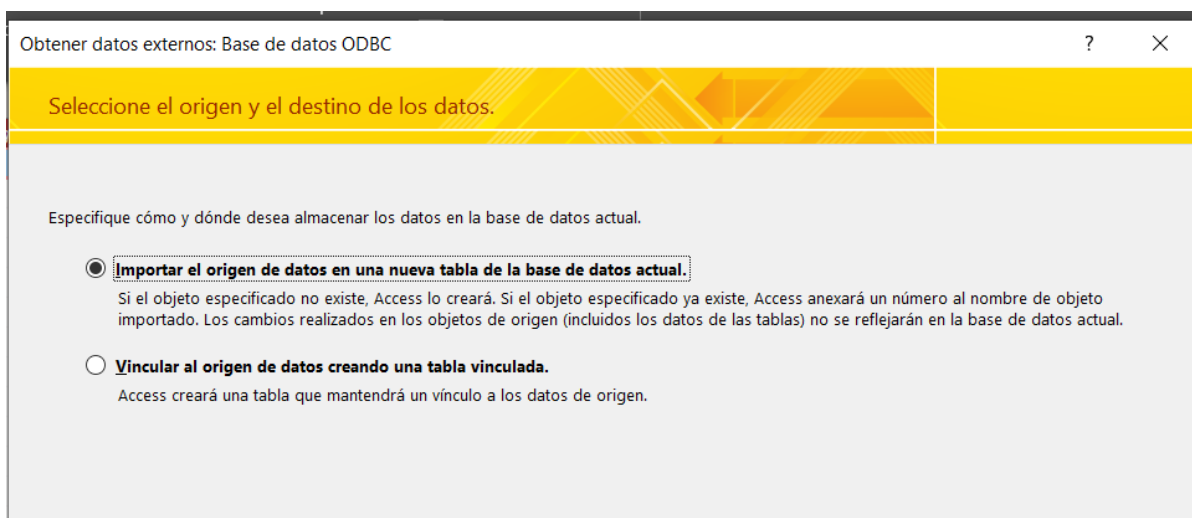 Obtener datos externos: Base de datos ODBC
?
Seleccione el origen y el destino de los datos.
Especifique cómo y dónde desea almacenar los datos en la base de datos actual.
Importar el origen de datos en una nueva tabla de la base de datos actual.
Si el objeto especificado no existe, Access lo creará. Si el objeto especificado ya existe, Access anexará un número al nombre de objeto
importado. Los cambios realizados en los objetos de origen (incluidos los datos de las tablas) no se reflejarán en la base de datos actual.
Vincular al origen de datos creando una tabla vinculada.
Access creará una tabla que mantendrá un vínculo a los datos de origen.